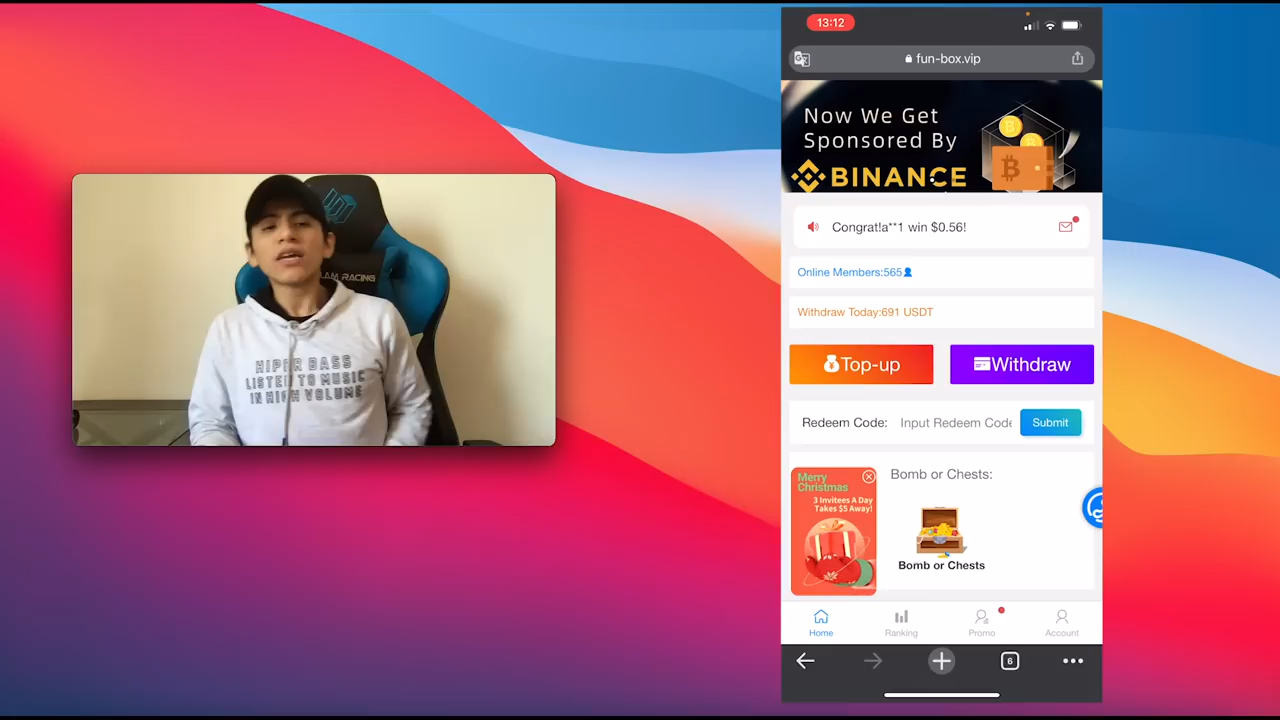 HIPER BASS
LISTED TO MUSIC
IN HIGH VOLUME
13:12
fun-box.vip
Now We Get
Sponsored By
BINANCE
Congrat!a**1 win $0.56!
Online Members:565
Withdraw Today:691 USDT
Top-up
Withdraw
Redeem Code:
Input Redeem Code
Submit
Merry
Christmas
3 Invitees A Day
Takes $5 Away!
Bomb or Chests:
Bomb or Chests
Home
Ranking
Promo
Account
6